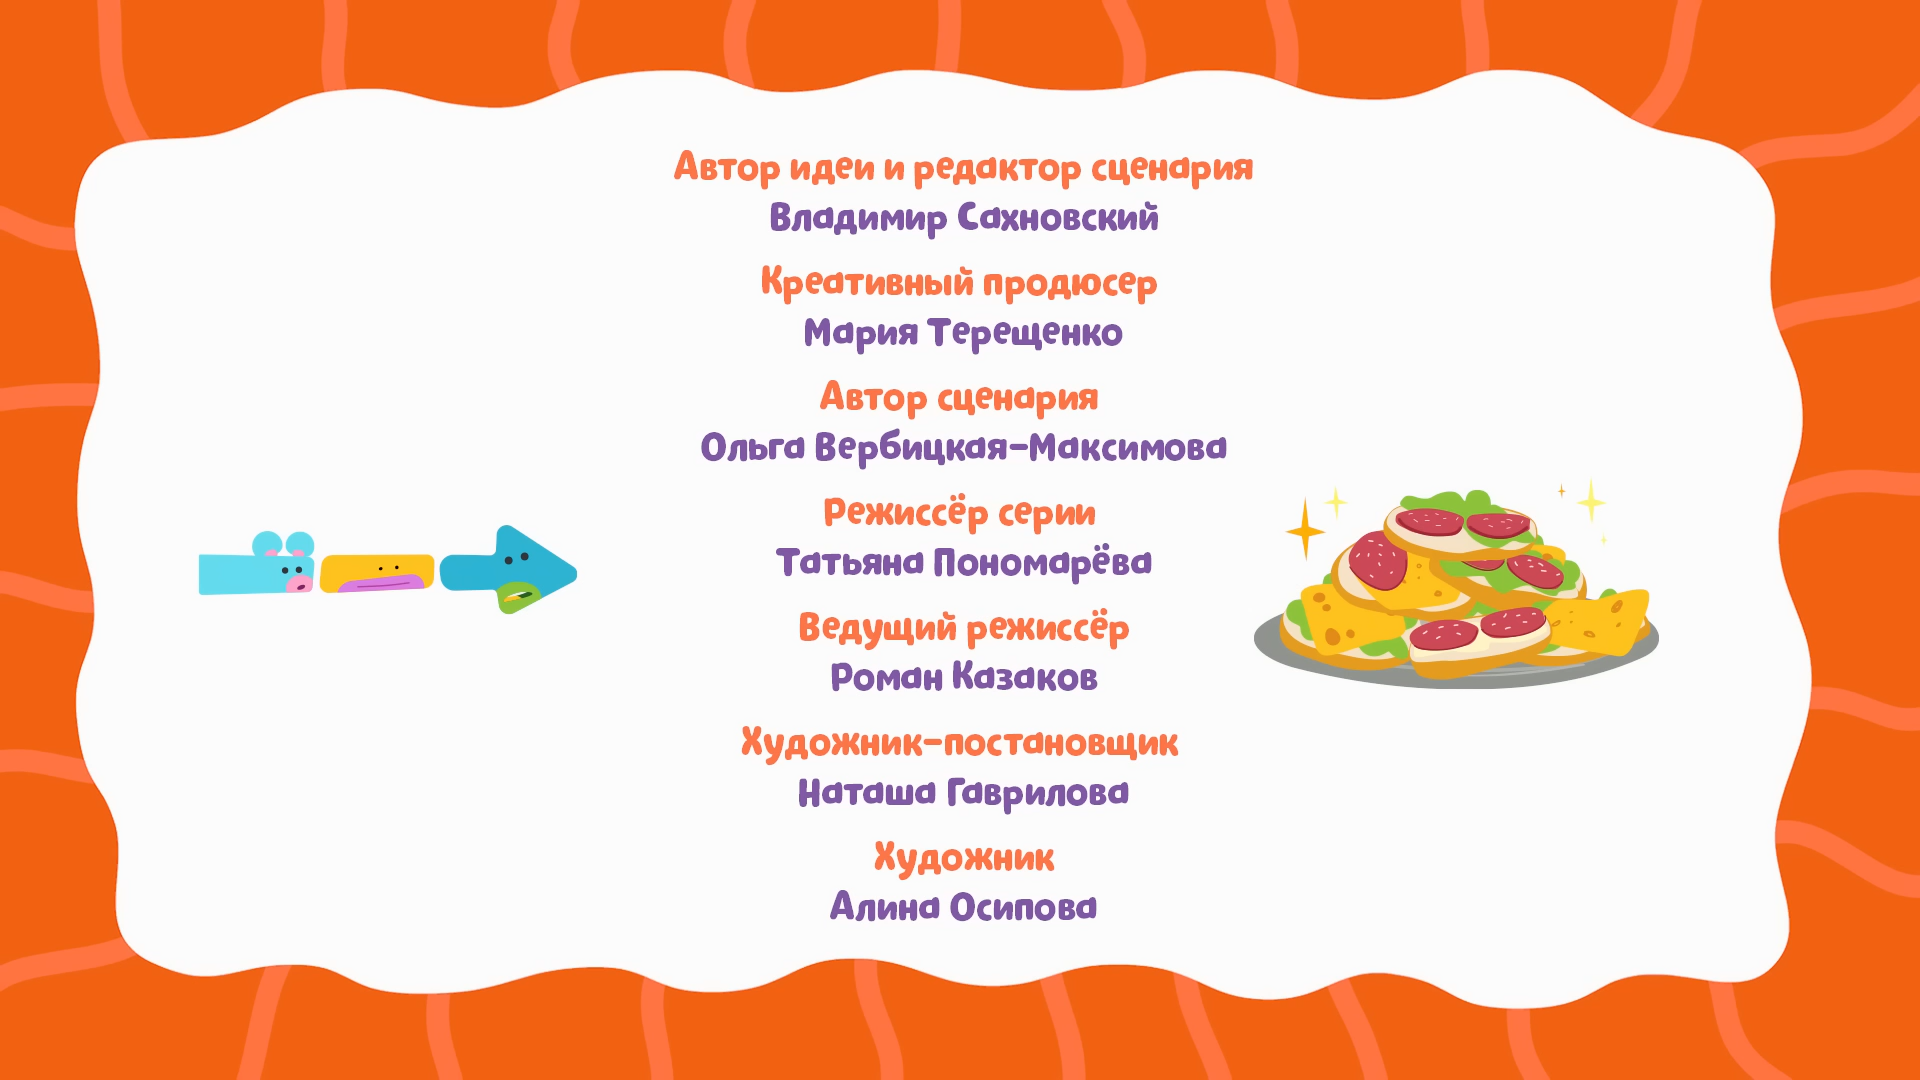 Автор идеи и редактор сценария
Владимир Сахновский
Креативный продюсер
Мария Терещенко
Автор сценария
Ольга Вербицкая-Максимова
Режиссёр серии
Татьяна Пономарёва
Ведущий режиссёр
Роман Казаков
Художник-постановщик
Наташа Гаврилова
Художник
Алина Осипова